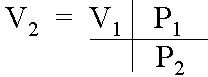 V₂ = V₁ | P₁
P₂